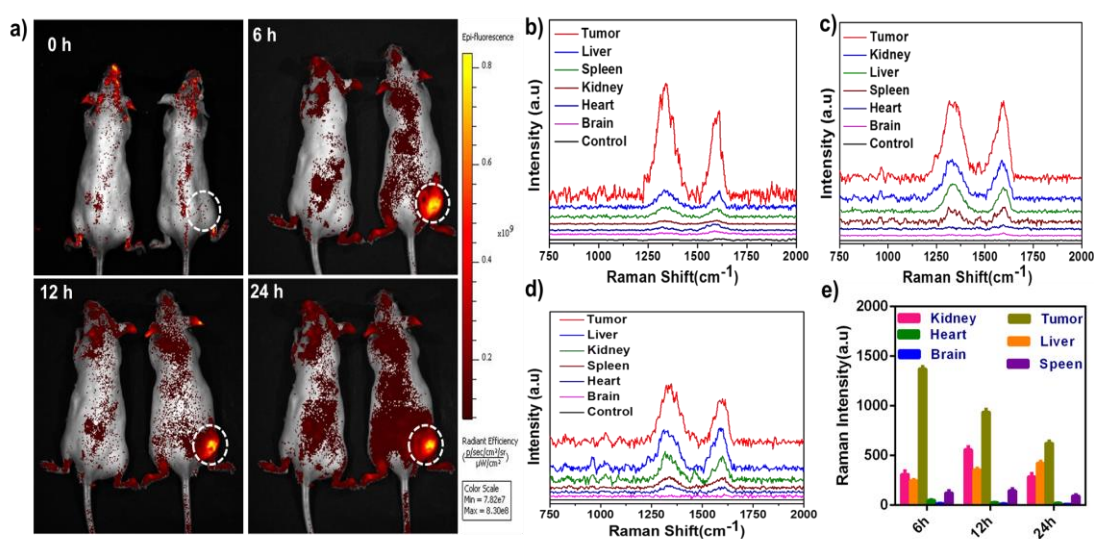 a)
0 h
6 h
12 h
24 h
Epi-fluorescence
0.8
0.6
x10⁹
0.4
0.2
Radiant Efficiency
(p/sec/cm²/sr
µW/cm²)
Color Scale
Min = 7.82e7
Max = 8.30e8
b)
Tumor
Liver
Spleen
Kidney
Heart
Brain
Control
Intensity (a.u)
750 1000 1250 1500 1750 2000
Raman Shift(cm⁻¹)
c)
Tumor
Kidney
Liver
Spleen
Heart
Brain
Control
Intensity (a.u)
750 1000 1250 1500 1750 2000
Raman Shift(cm⁻¹)
d)
Tumor
Liver
Kidney
Spleen
Heart
Brain
Control
Intensity (a.u)
750 1000 1250 1500 1750 2000
Raman Shift(cm⁻¹)
e)
Kidney
Heart
Brain
Tumor
Liver
Speen
Raman Intensity(a.u)
2000
1500
1000
500
0
6h 12h 24h